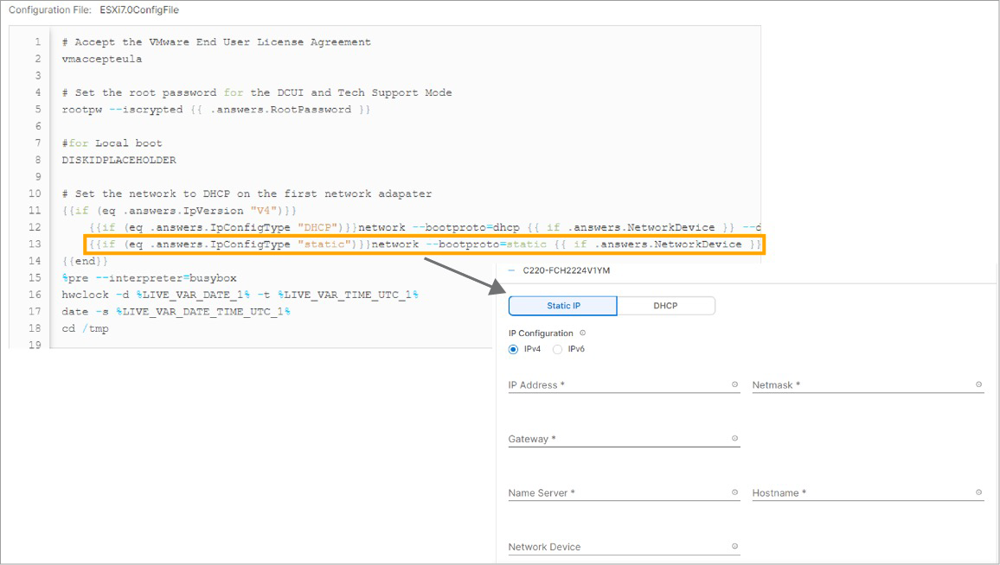 Configuration File: ESXi7.0ConfigFile
1 # Accept the VMware End User License Agreement
2 vmaccepteula
3
4 # Set the root password for the DCUI and Tech Support Mode
5 rootpw --iscrypted {{ .answers.RootPassword }}
6
7 #for Local boot
8 DISKIDPLACEHOLDER
9
10 # Set the network to DHCP on the first network adapater
11 {{if (eq .answers.IpVersion "V4")}}
12 {{if (eq .answers.IpConfigType "DHCP")}}network --bootproto=dhcp {{ if .answers.NetworkDevice }} --d
13 {{if (eq .answers.IpConfigType "static")}}network --bootproto=static {{ if .answers.NetworkDevice }}
14 {{end}}
15 %pre --interpreter=busybox
16 hwclock -d %LIVE_VAR_DATE_1% -t %LIVE_VAR_TIME_UTC_1%
17 date -s %LIVE_VAR_DATE_TIME_UTC_1%
18 cd /tmp
19
C220-FCH2224V1YM
Static IP DHCP
IP Configuration
IPv4 IPv6
IP Address * Netmask *
Gateway *
Name Server * Hostname *
Network Device